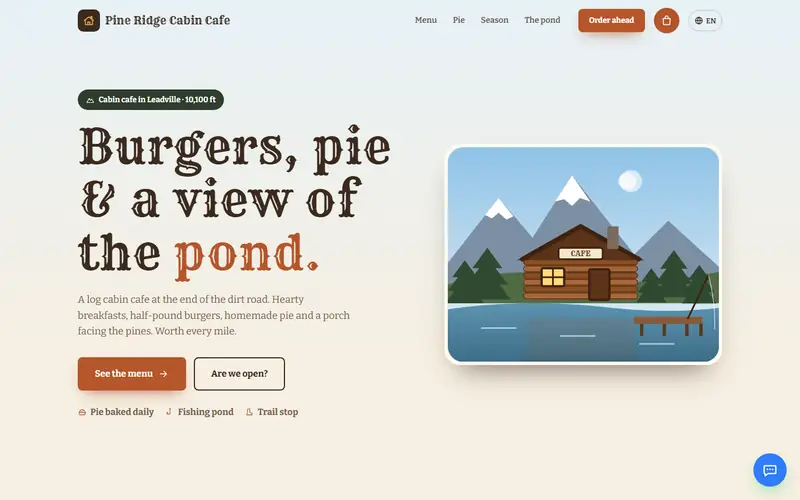 Pine Ridge Cabin Cafe
Menu
Pie
Season
The pond
Order ahead
EN
Cabin cafe in Leadville · 10,100 ft
Burgers, pie
& a view of
the pond.
CAFE
A log cabin cafe at the end of the dirt road. Hearty
breakfasts, half-pound burgers, homemade pie and a porch
facing the pines. Worth every mile.
See the menu →
Are we open?
Pie baked daily
Fishing pond
Trail stop